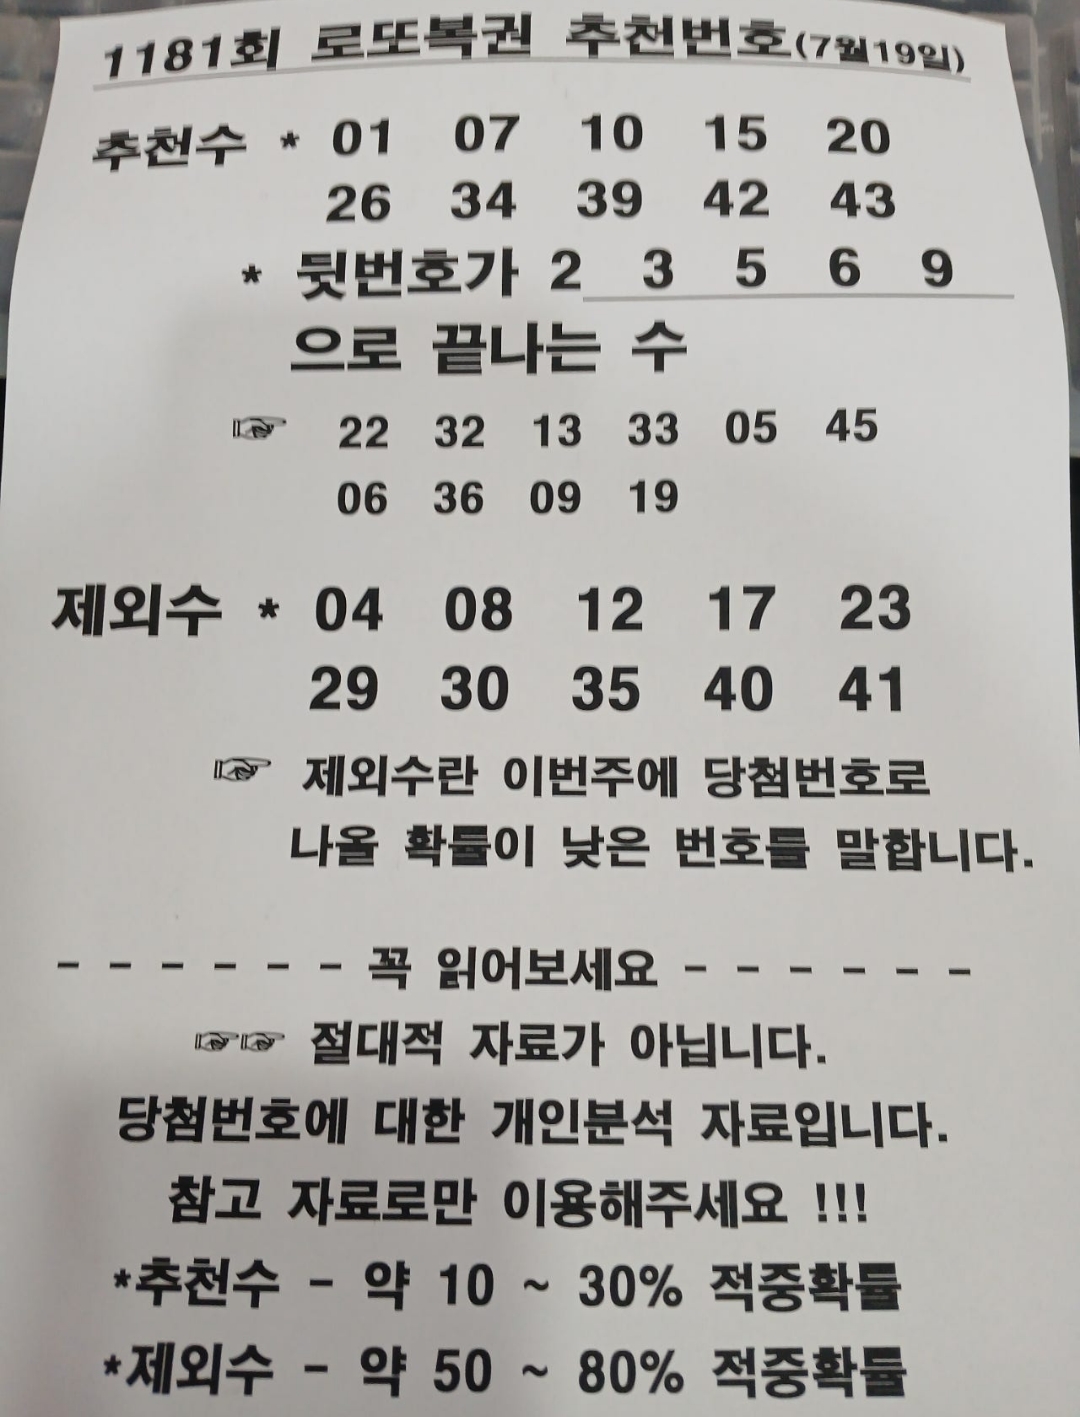 1181회 로또복권 추천번호(7월19일)
추천수 * 01 07 10 15 20
26 34 39 42 43
* 뒷번호가 2 3 5 6 9
으로 끝나는 수
☞ 22 32 13 33 05 45
06 36 09 19
제외수 * 04 08 12 17 23
29 30 35 40 41
☞ 제외수란 이번주에 당첨번호로
나올 확률이 낮은 번호를 말합니다.
- - - - - - 꼭 읽어보세요 - - - - - -
☞☞ 절대적 자료가 아닙니다.
당첨번호에 대한 개인분석 자료입니다.
참고 자료로만 이용해주세요 !!!
*추천수 - 약 10 ~ 30% 적중확률
*제외수 - 약 50 ~ 80% 적중확률